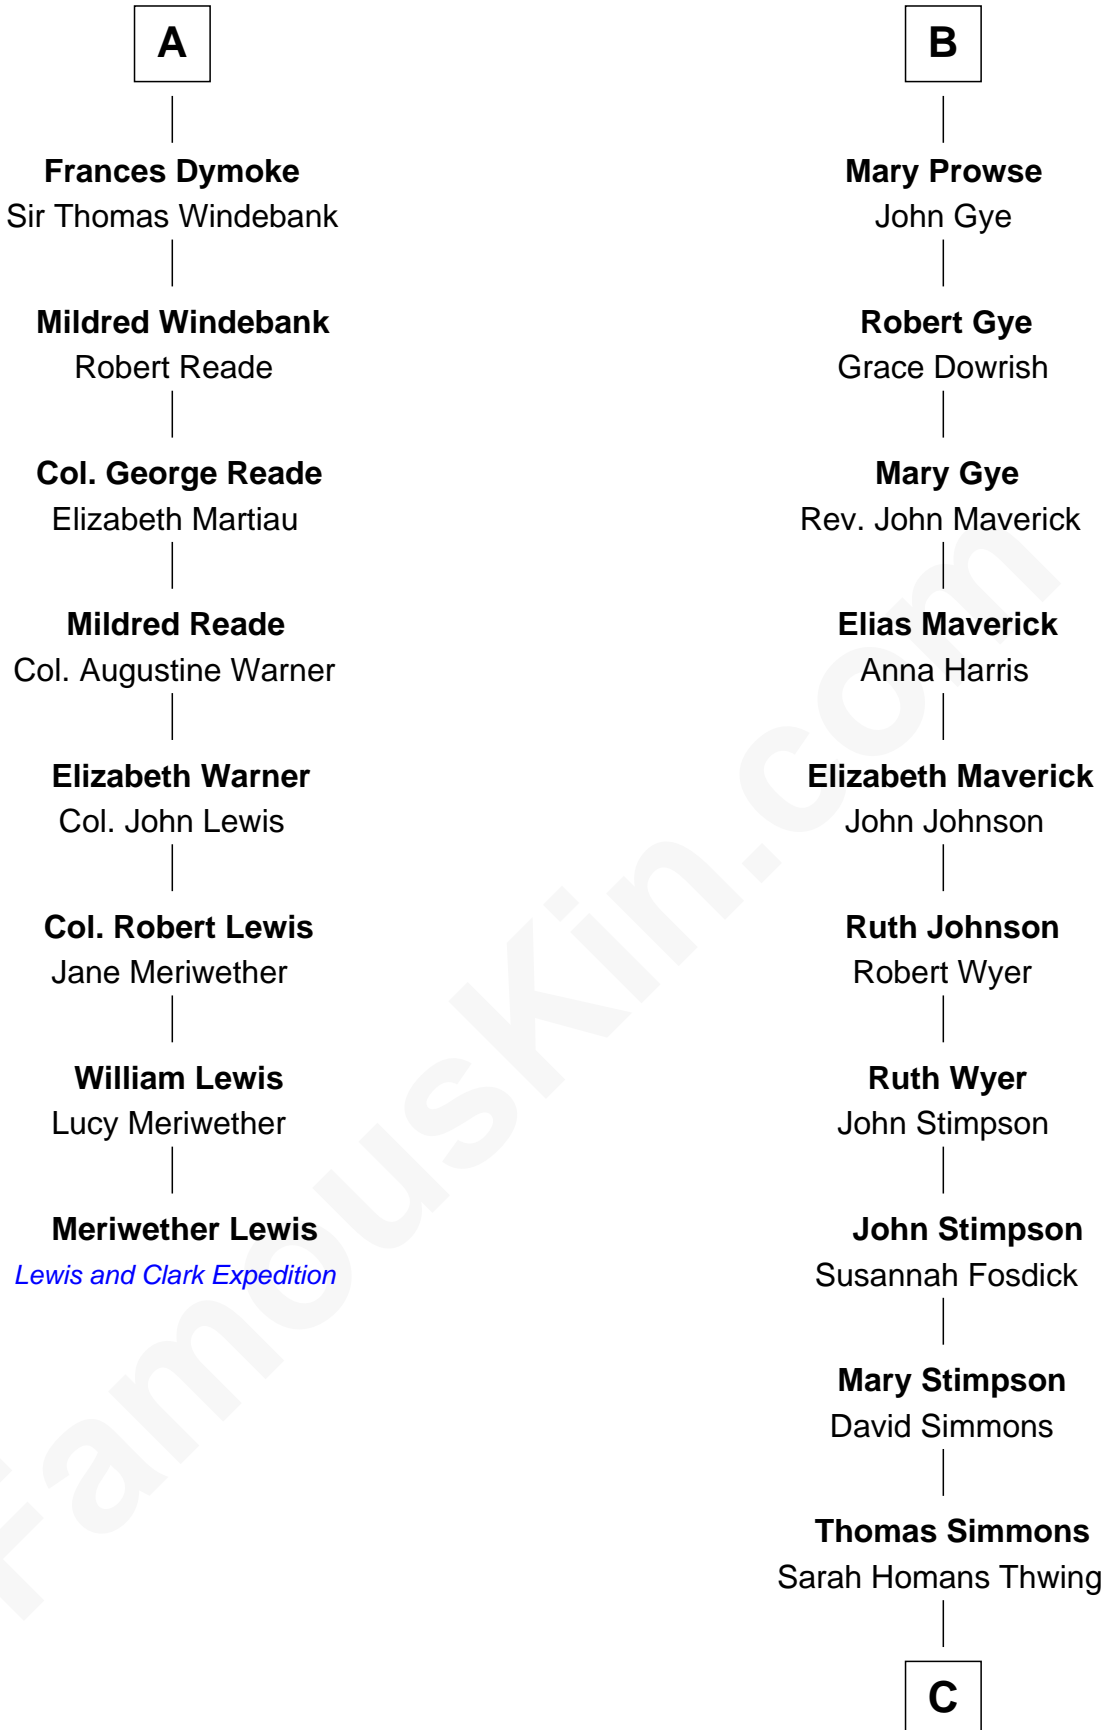 A
Frances Dymoke
Sir Thomas Windebank
Mildred Windebank
Robert Reade
Col. George Reade
Elizabeth Martiau
Mildred Reade
Col. Augustine Warner
Elizabeth Warner
Col. John Lewis
Col. Robert Lewis
Jane Meriwether
William Lewis
Lucy Meriwether
Meriwether Lewis
Lewis and Clark Expedition
B
Mary Prowse
John Gye
Robert Gye
Grace Dowrish
Mary Gye
Rev. John Maverick
Elias Maverick
Anna Harris
Elizabeth Maverick
John Johnson
Ruth Johnson
Robert Wyer
Ruth Wyer
John Stimpson
John Stimpson
Susannah Fosdick
Mary Stimpson
David Simmons
Thomas Simmons
Sarah Homans Thwing
C
FamousKin.com